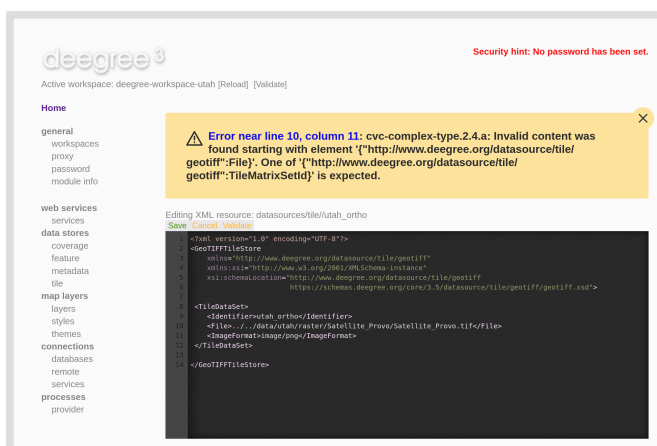 deegree 3
Security hint: No password has been set.
Active workspace: deegree-workspace-utah [Reload] [Validate]
Home
general
workspaces
proxy
password
module info
web services
services
data stores
coverage
feature
metadata
tile
map layers
layers
styles
themes
connections
databases
remote
services
processes
provider
Error near line 10, column 11: cvc-complex-type.2.4.a: Invalid content was
found starting with element '{"http://www.deegree.org/datasource/tile/
geotiff":File}'. One of '{"http://www.deegree.org/datasource/tile/
geotiff":TileMatrixSetId}' is expected.
Editing XML resource: datasources/tile//utah_ortho
Save Cancel Validate
1 <?xml version="1.0" encoding="UTF-8"?>
2 <GeoTIFFTileStore
3 xmlns="http://www.deegree.org/datasource/tile/geotiff"
4 xmlns:xsi="http://www.w3.org/2001/XMLSchema-instance"
5 xsi:schemaLocation="http://www.deegree.org/datasource/tile/geotiff
6 https://schemas.deegree.org/core/3.5/datasource/tile/geotiff/geotiff.xsd">
7
8 <TileDataSet>
9 <Identifier>utah_ortho</Identifier>
10 <File>../../data/utah/raster/Satellite_Provo/Satellite_Provo.tif</File>
11 <ImageFormat>image/png</ImageFormat>
12 </TileDataSet>
13
14 </GeoTIFFTileStore>